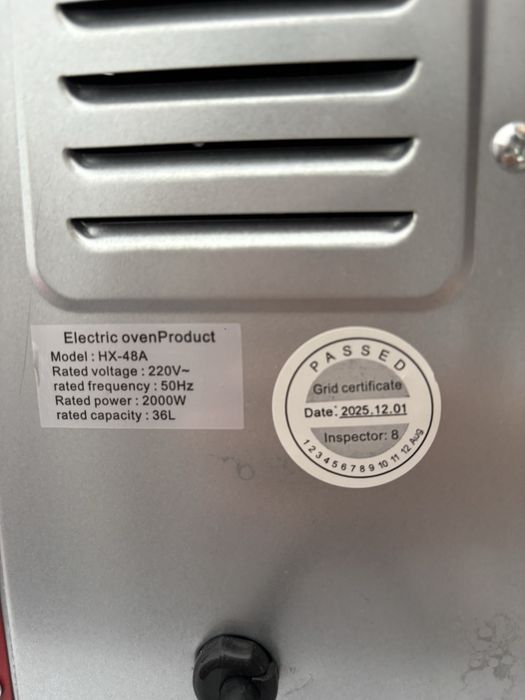 Electric ovenProduct
Model : HX-48A
Rated voltage : 220V~
rated frequency : 50Hz
Rated power : 2000W
rated capacity : 36L
PASSED
Grid certificate
Date: 2025.12.01
Inspector: 8
1 2 3 4 5 6 7 8 9 10 11 12 Aug